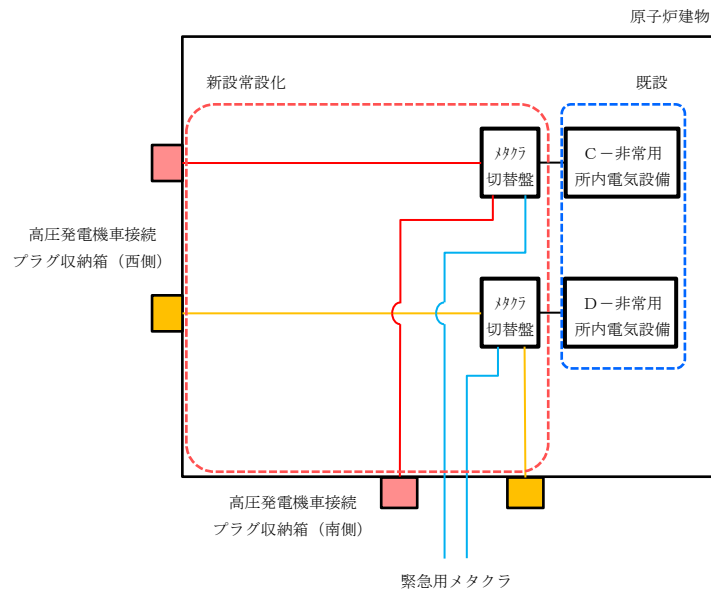 原子炉建物
新設常設化
既設
ﾒﾀｸﾗ
切替盤
C－非常用
所内電気設備
高圧発電機車接続
プラグ収納箱（西側）
ﾒﾀｸﾗ
切替盤
D－非常用
所内電気設備
高圧発電機車接続
プラグ収納箱（南側）
緊急用メタクラ